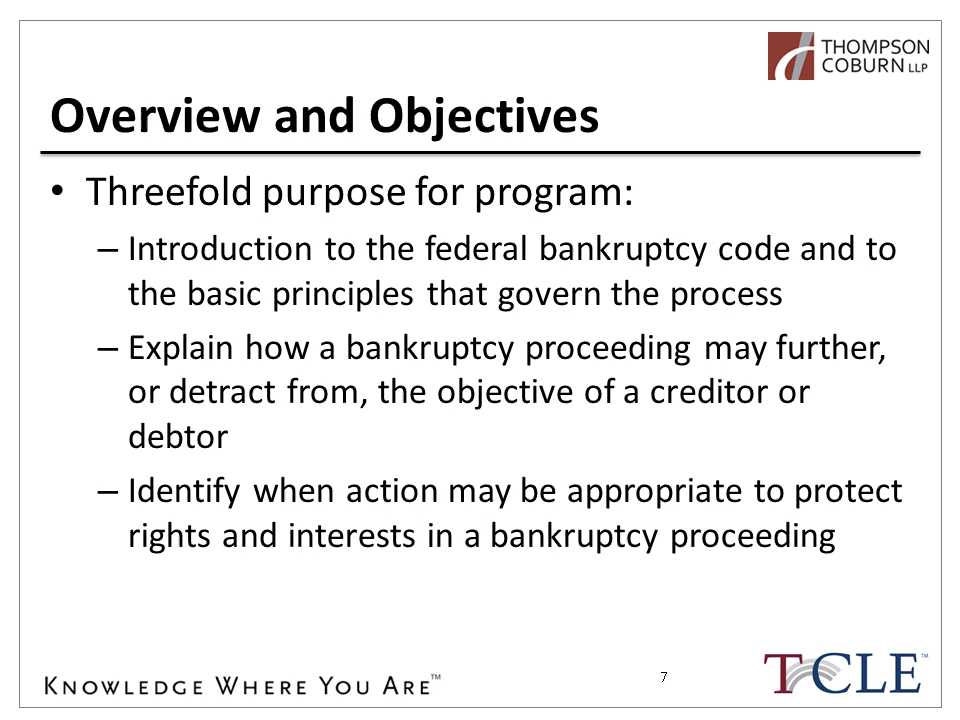 THOMPSON
COBURN LLP
Overview and Objectives
• Threefold purpose for program:
– Introduction to the federal bankruptcy code and to
the basic principles that govern the process
– Explain how a bankruptcy proceeding may further,
or detract from, the objective of a creditor or
debtor
– Identify when action may be appropriate to protect
rights and interests in a bankruptcy proceeding
KNOWLEDGE WHERE YOU ARE™
7
TCLE™